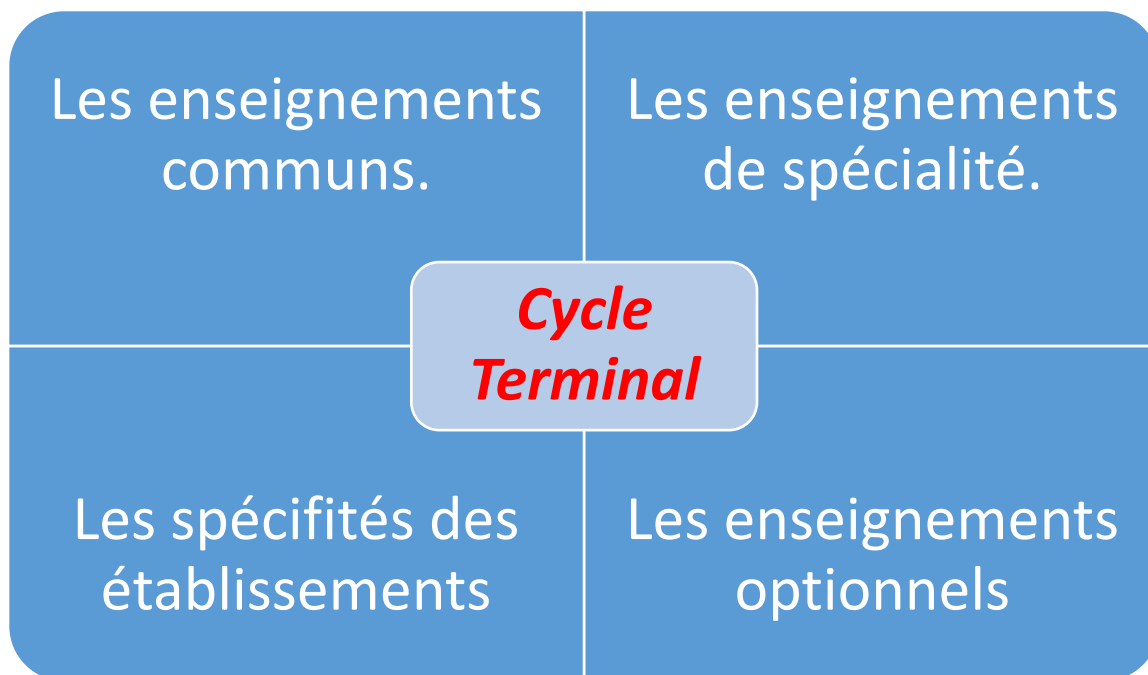 Les enseignements
communs.
Les enseignements
de spécialité.
Cycle
Terminal
Les spécifités des
établissements
Les enseignements
optionnels